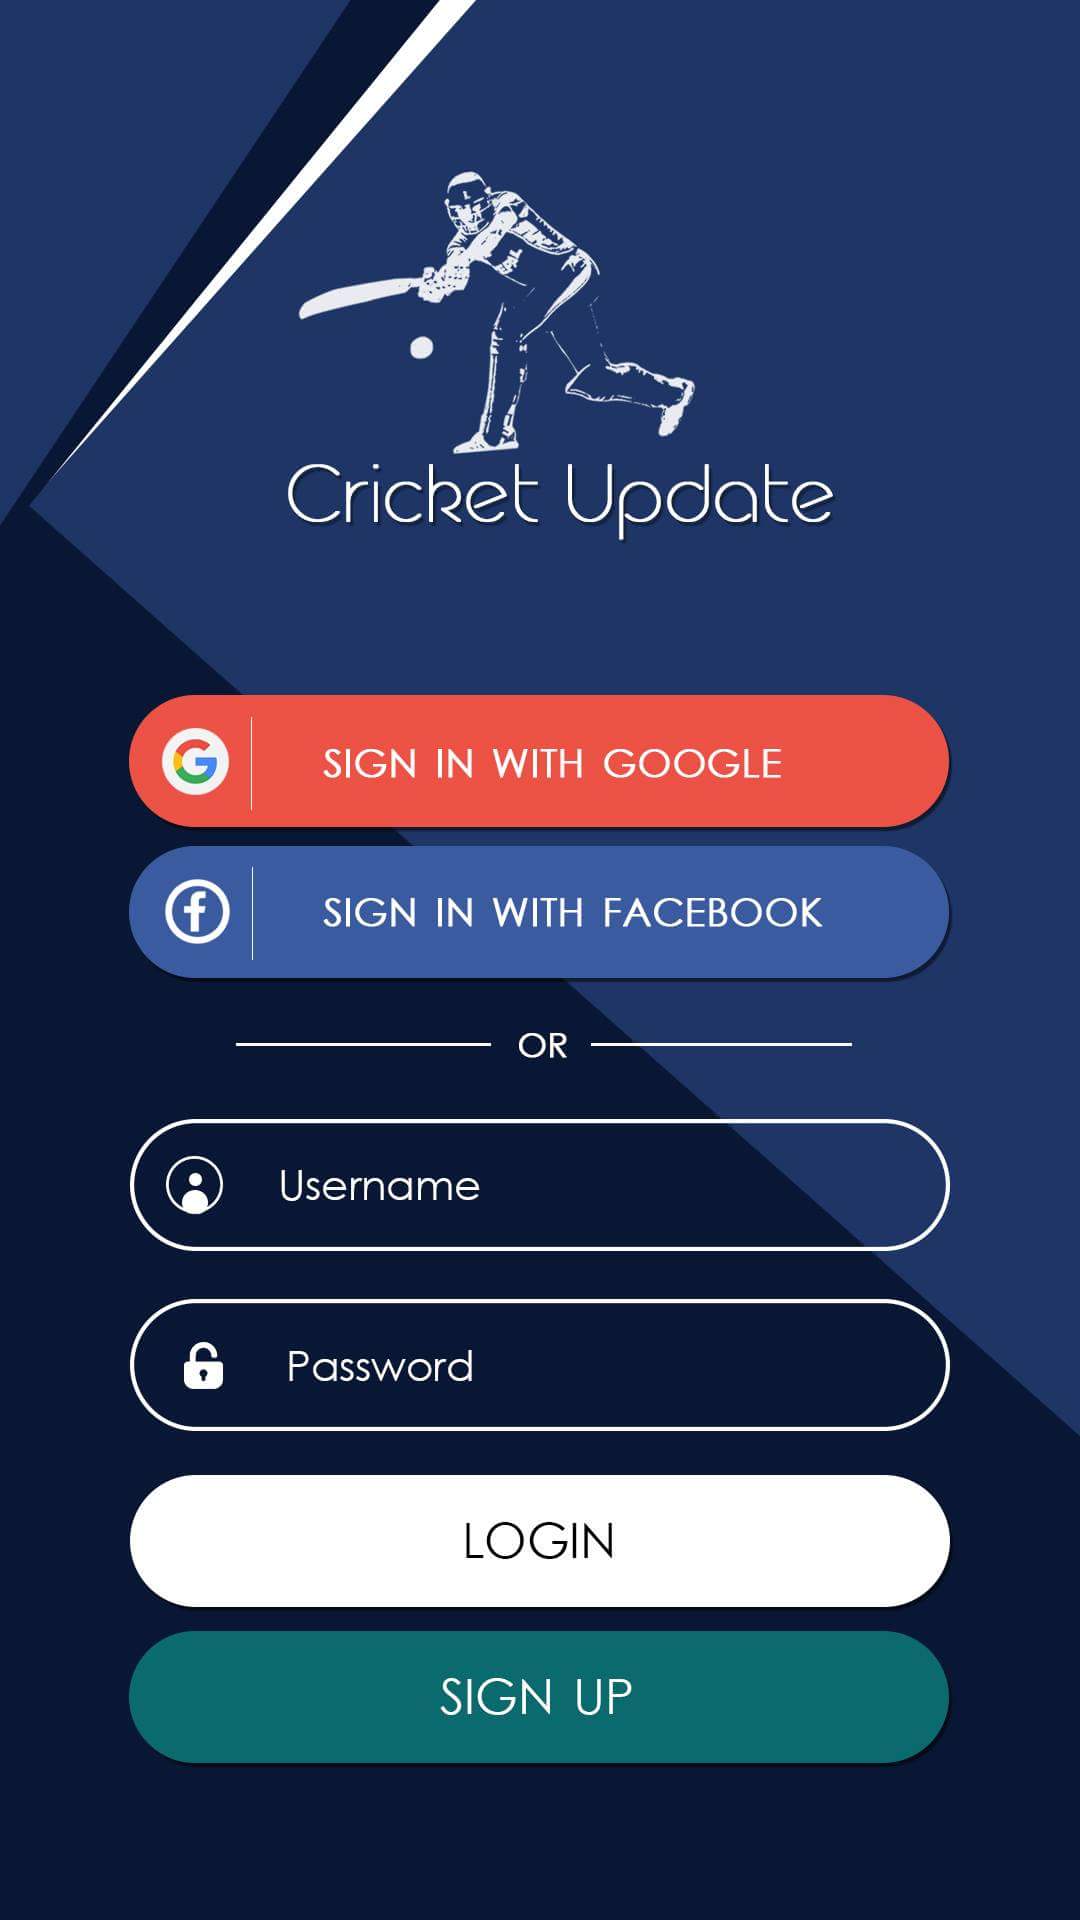 Cricket Update
SIGN IN WITH GOOGLE
SIGN IN WITH FACEBOOK
OR
Username
Password
LOGIN
SIGN UP